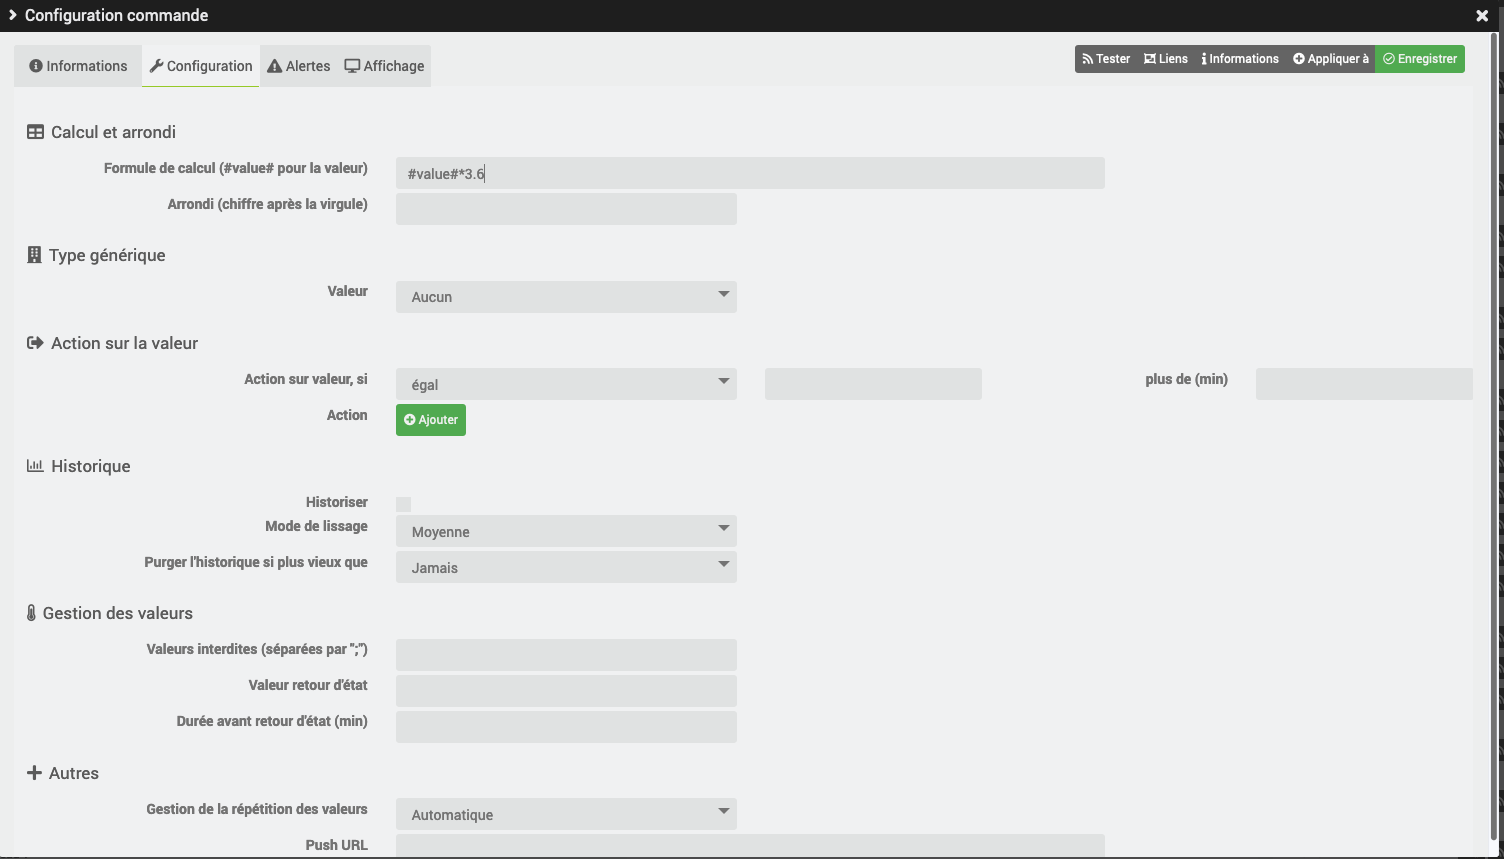 Configuration commande
Informations Configuration Alertes Affichage
Tester Liens Informations Appliquer à Enregistrer
Calcul et arrondi
Formule de calcul (#value# pour la valeur) #value#*3.6
Arrondi (chiffre après la virgule)
Type générique
Valeur Aucun
Action sur la valeur
Action sur valeur, si égal plus de (min)
Action Ajouter
Historique
Historiser
Mode de lissage Moyenne
Purger l'historique si plus vieux que Jamais
Gestion des valeurs
Valeurs interdites (séparées par ";")
Valeur retour d'état
Durée avant retour d'état (min)
Autres
Gestion de la répétition des valeurs Automatique
Push URL